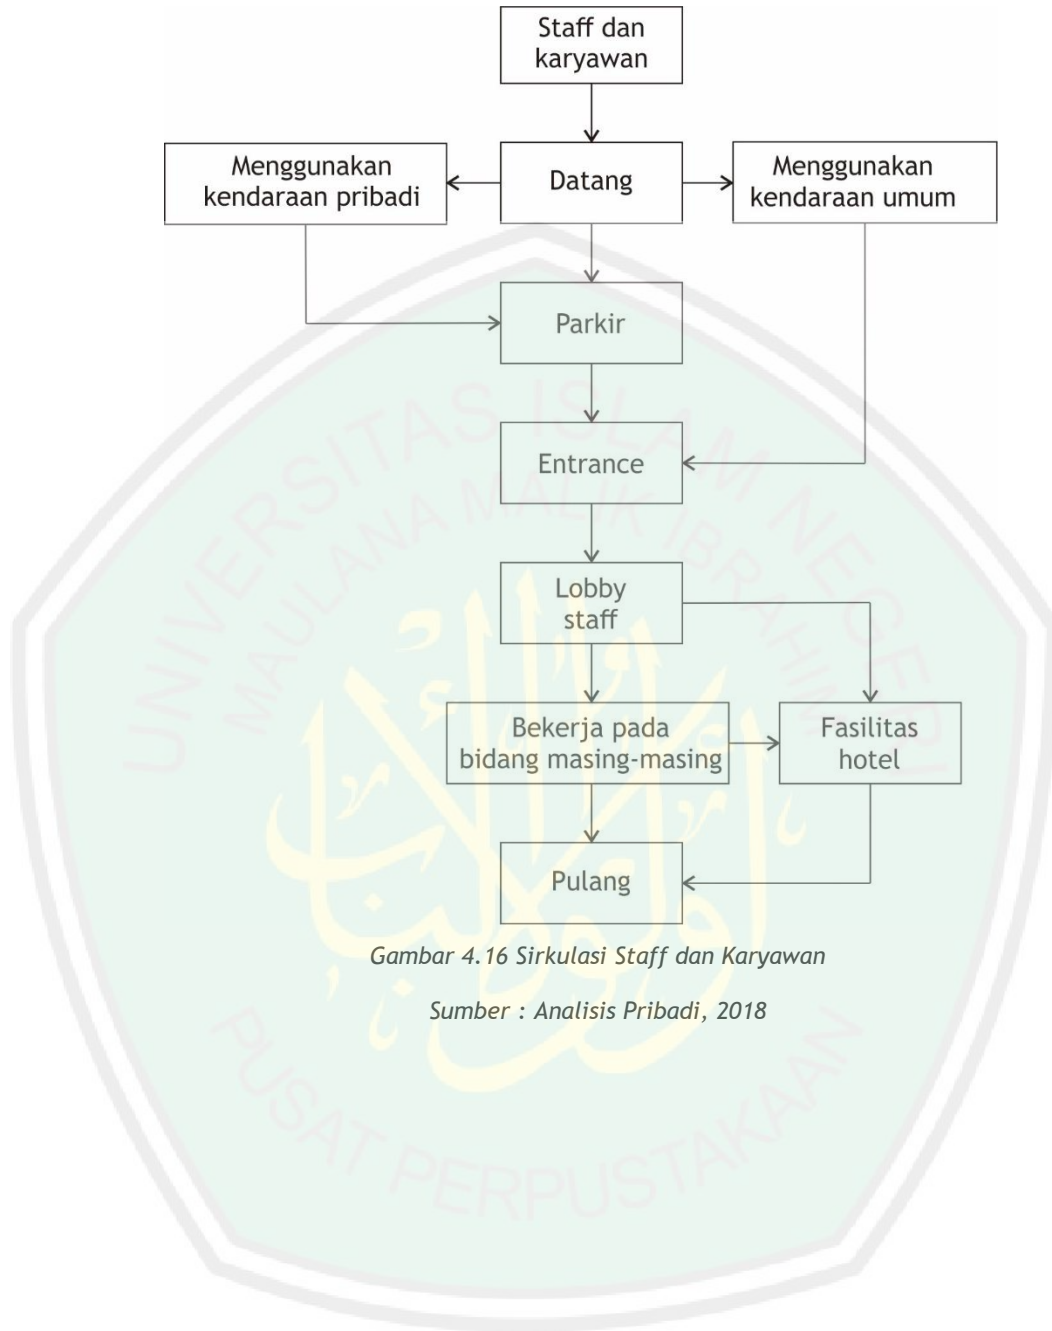 Staff dan
karyawan
Menggunakan
kendaraan pribadi
Datang
Menggunakan
kendaraan umum
Parkir
Entrance
Lobby
staff
Bekerja pada
bidang masing-masing
Fasilitas
hotel
Pulang
Gambar 4.16 Sirkulasi Staff dan Karyawan
Sumber : Analisis Pribadi, 2018
UNIVERSITAS ISLAM NEGERI
MAULANA MALIK IBRAHIM
PUSAT PERPUSTAKAAN